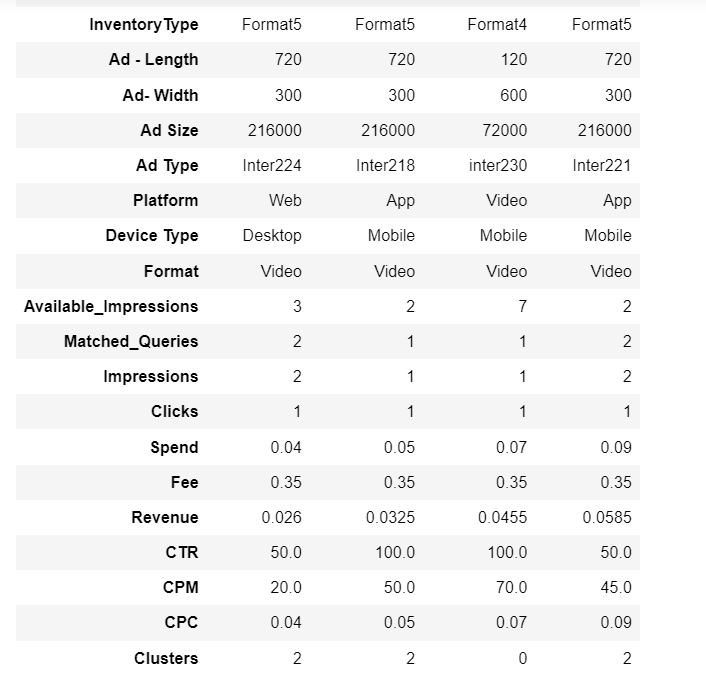 InventoryType Format5 Format5 Format4 Format5
Ad - Length 720 720 120 720
Ad- Width 300 300 600 300
Ad Size 216000 216000 72000 216000
Ad Type Inter224 Inter218 inter230 Inter221
Platform Web App Video App
Device Type Desktop Mobile Mobile Mobile
Format Video Video Video Video
Available_Impressions 3 2 7 2
Matched_Queries 2 1 1 2
Impressions 2 1 1 2
Clicks 1 1 1 1
Spend 0.04 0.05 0.07 0.09
Fee 0.35 0.35 0.35 0.35
Revenue 0.026 0.0325 0.0455 0.0585
CTR 50.0 100.0 100.0 50.0
CPM 20.0 50.0 70.0 45.0
CPC 0.04 0.05 0.07 0.09
Clusters 2 2 0 2